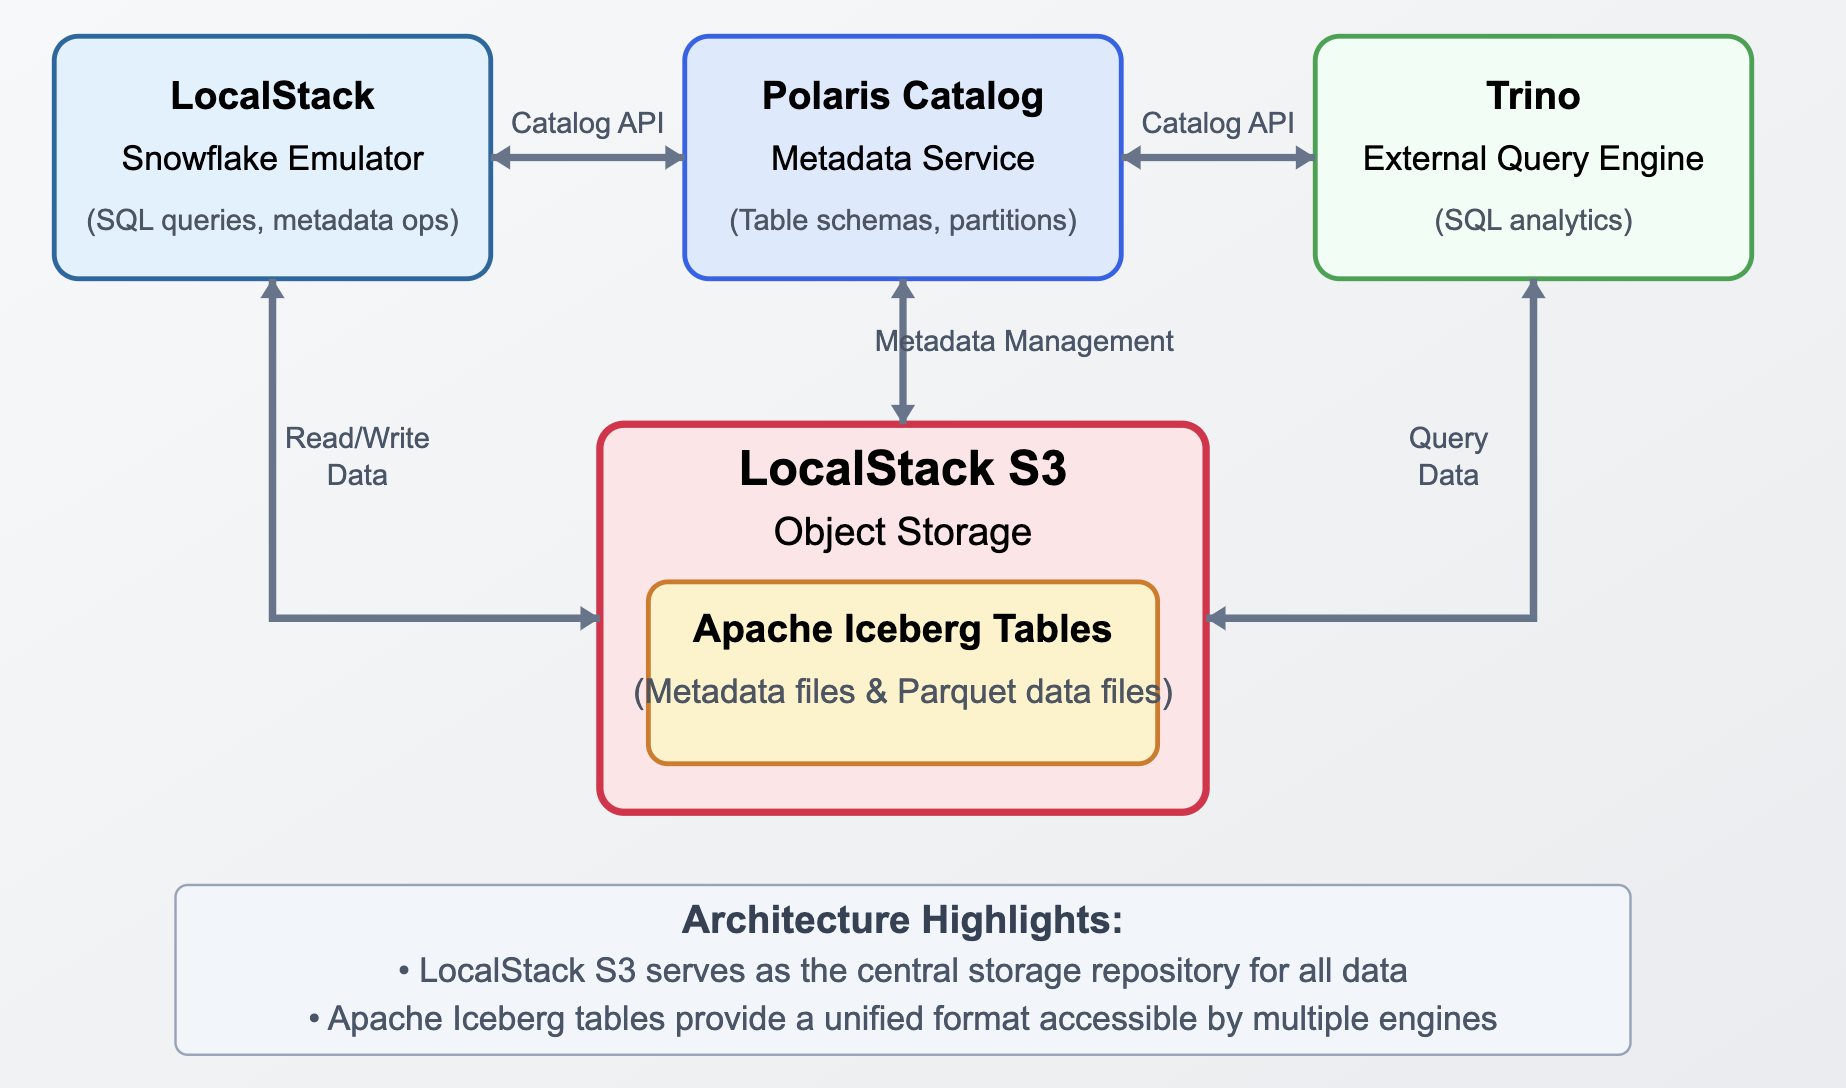 LocalStack
Snowflake Emulator
(SQL queries, metadata ops)
Catalog API
Polaris Catalog
Metadata Service
(Table schemas, partitions)
Catalog API
Trino
External Query Engine
(SQL analytics)
Metadata Management
Read/Write
Data
Query
Data
LocalStack S3
Object Storage
Apache Iceberg Tables
(Metadata files & Parquet data files)
Architecture Highlights:
• LocalStack S3 serves as the central storage repository for all data
• Apache Iceberg tables provide a unified format accessible by multiple engines